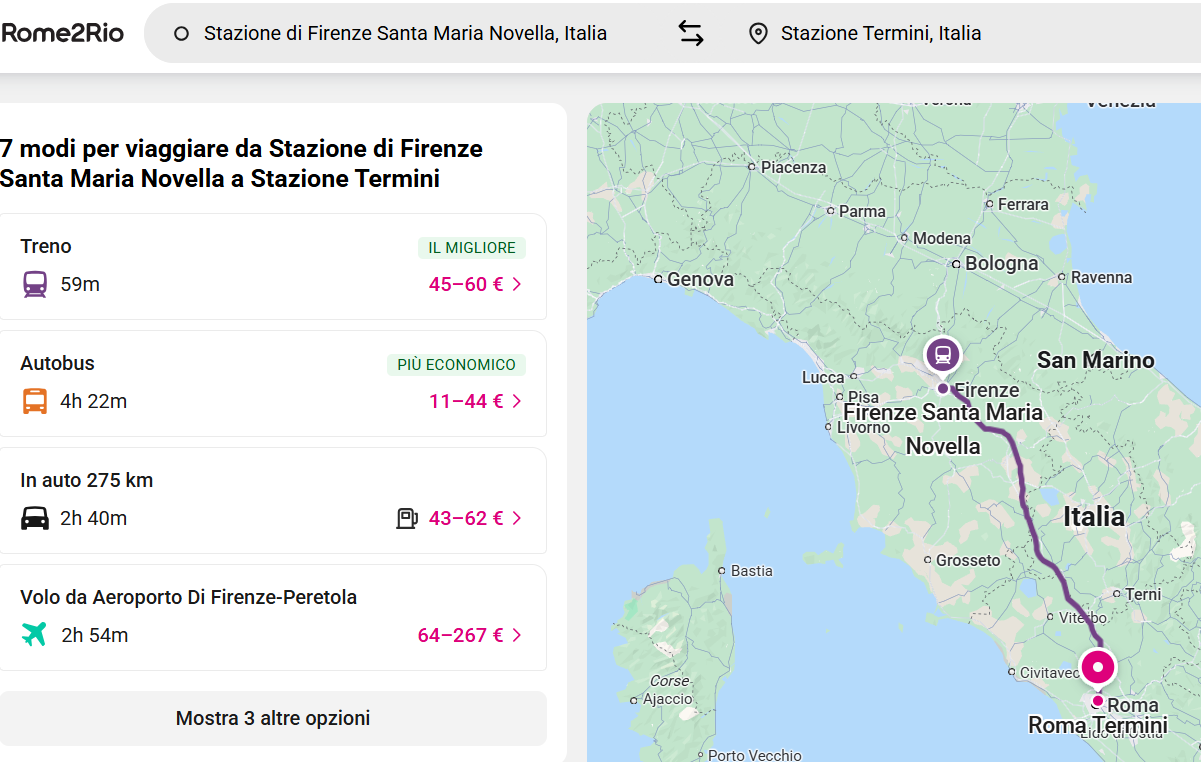 Rome2Rio
Stazione di Firenze Santa Maria Novella, Italia
Stazione Termini, Italia
7 modi per viaggiare da Stazione di Firenze
Santa Maria Novella a Stazione Termini
Treno
IL MIGLIORE
59m
45–60 €
Autobus
PIÙ ECONOMICO
4h 22m
11–44 €
In auto 275 km
2h 40m
43–62 €
Volo da Aeroporto Di Firenze-Peretola
2h 54m
64–267 €
Mostra 3 altre opzioni
Verona
Venezia
Piacenza
Parma
Ferrara
Modena
Bologna
Genova
Ravenna
San Marino
Lucca
Firenze
Pisa
Firenze Santa Maria
Novella
Livorno
Italia
Grosseto
Bastia
Terni
Viterbo
Civitavec
Corse
Ajaccio
Roma
Roma Termini
Lido di Ostia
Porto Vecchio